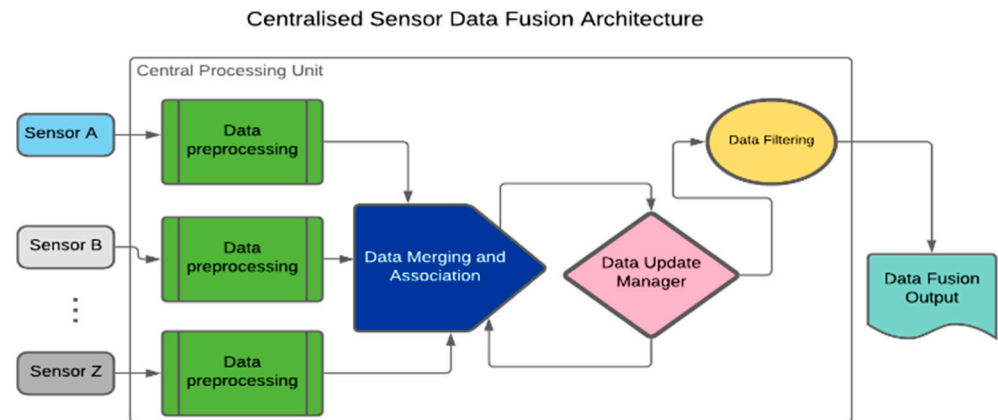 Centralised Sensor Data Fusion Architecture
Central Processing Unit
Sensor A
Data
preprocessing
Data Filtering
Sensor B
Data
preprocessing
Data Merging and
Association
Data Update
Manager
Data Fusion
Output
Sensor Z
Data
preprocessing